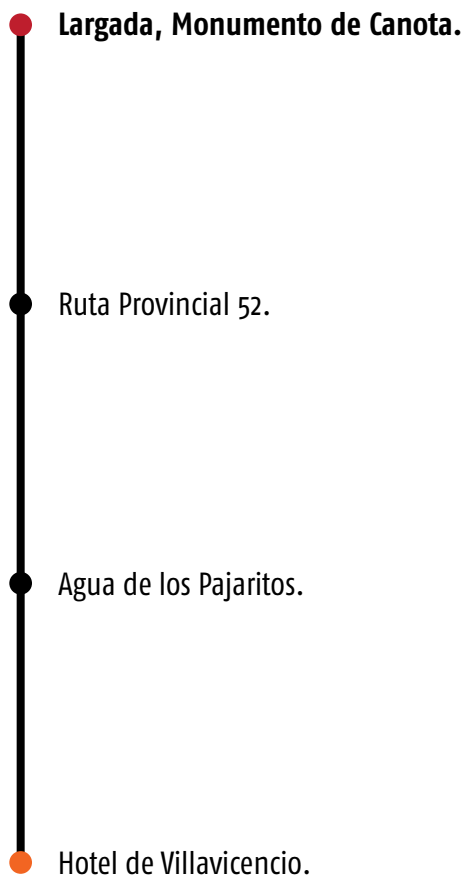 Largada, Monumento de Canota.
Ruta Provincial 52.
Agua de los Pajaritos.
Hotel de Villavicencio.